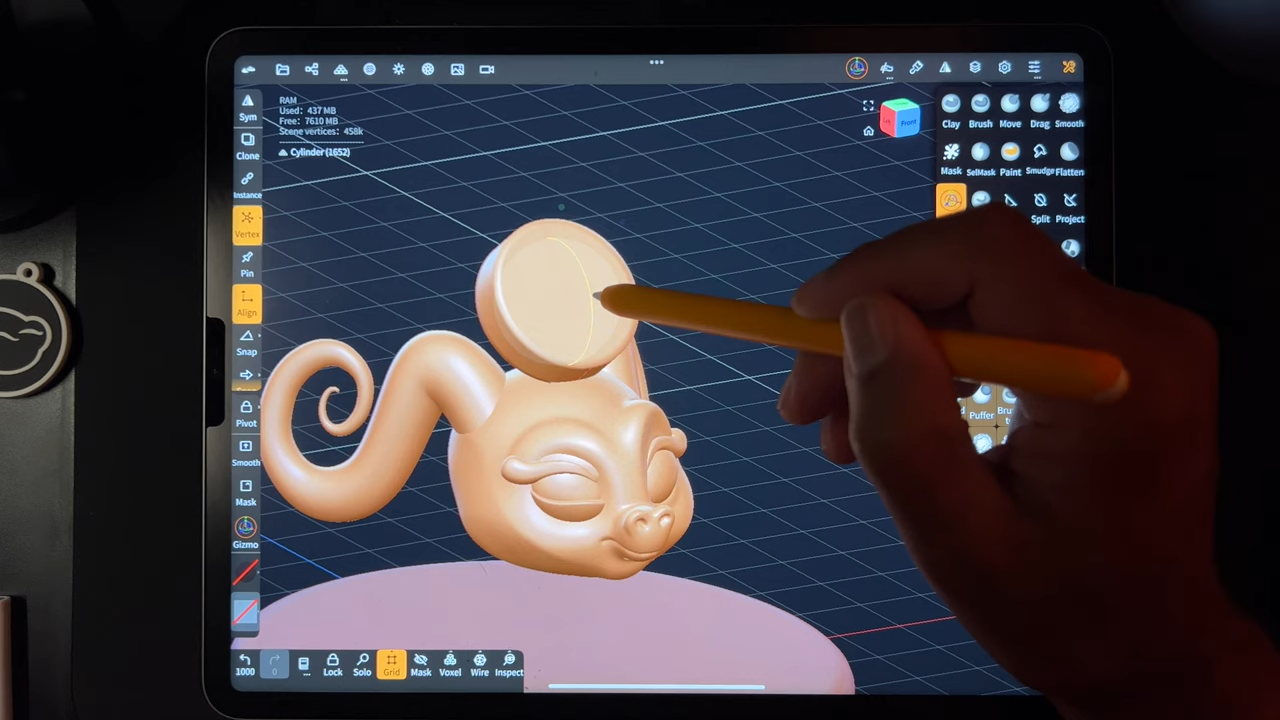 RAM
Used: 437 MB
Free: 7610 MB
Scene vertices: 458k
Cylinder (1652)
Sym
Clone
Instance
Vertex
Pin
Align
Snap
Pivot
Smooth
Mask
Gizmo
Left
Front
Clay Brush Move Drag Smooth
Mask SelMask Paint Smudge Flatten
Split Project
Puffer
1000 0 ... Lock Solo Grid Mask Voxel Wire Inspect